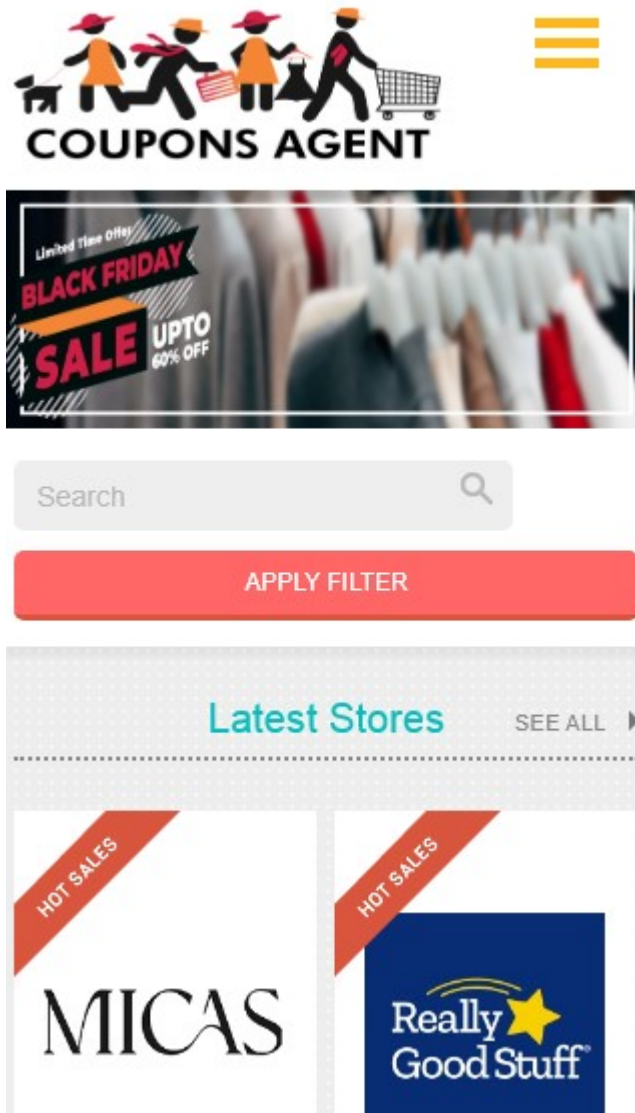 COUPONS AGENT
Limited Time Offer
BLACK FRIDAY
SALE
UPTO
60% OFF
Search
APPLY FILTER
Latest Stores
SEE ALL
HOT SALES
HOT SALES
MICAS
Really
Good Stuff®